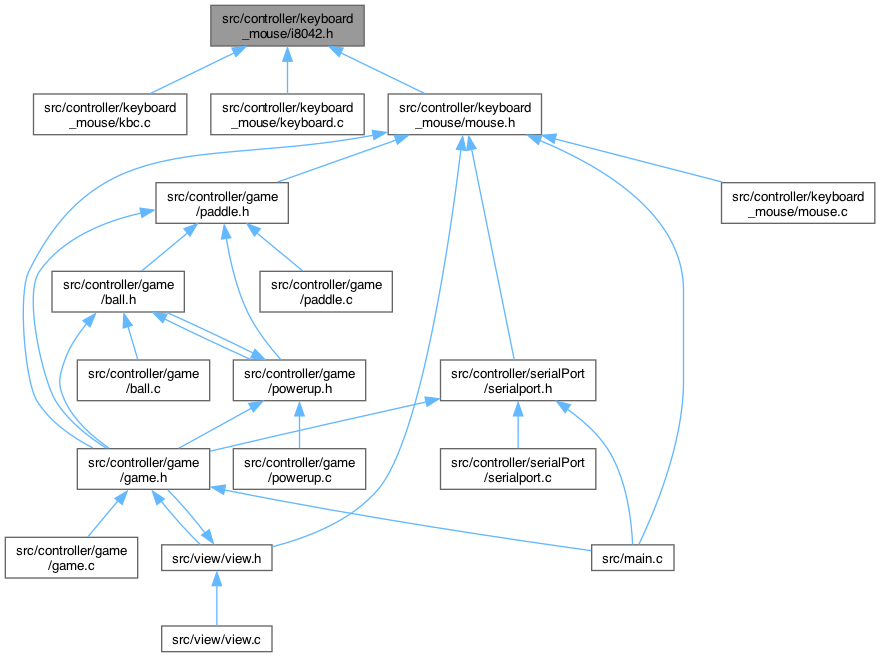 src/controller/keyboard
_mouse/i8042.h
src/controller/keyboard
_mouse/kbc.c
src/controller/keyboard
_mouse/keyboard.c
src/controller/keyboard
_mouse/mouse.h
src/controller/game
/paddle.h
src/controller/keyboard
_mouse/mouse.c
src/controller/game
/ball.h
src/controller/game
/paddle.c
src/controller/game
/ball.c
src/controller/game
/powerup.h
src/controller/serialPort
/serialport.h
src/controller/game
/game.h
src/controller/game
/powerup.c
src/controller/serialPort
/serialport.c
src/controller/game
/game.c
src/view/view.h
src/main.c
src/view/view.c